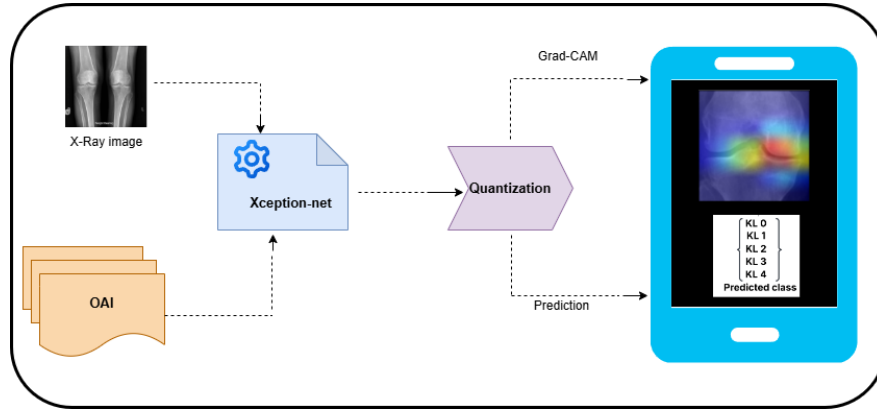 X-Ray image
OAI
Xception-net
Quantization
Grad-CAM
Prediction
KL 0
KL 1
KL 2
KL 3
KL 4
Predicted class